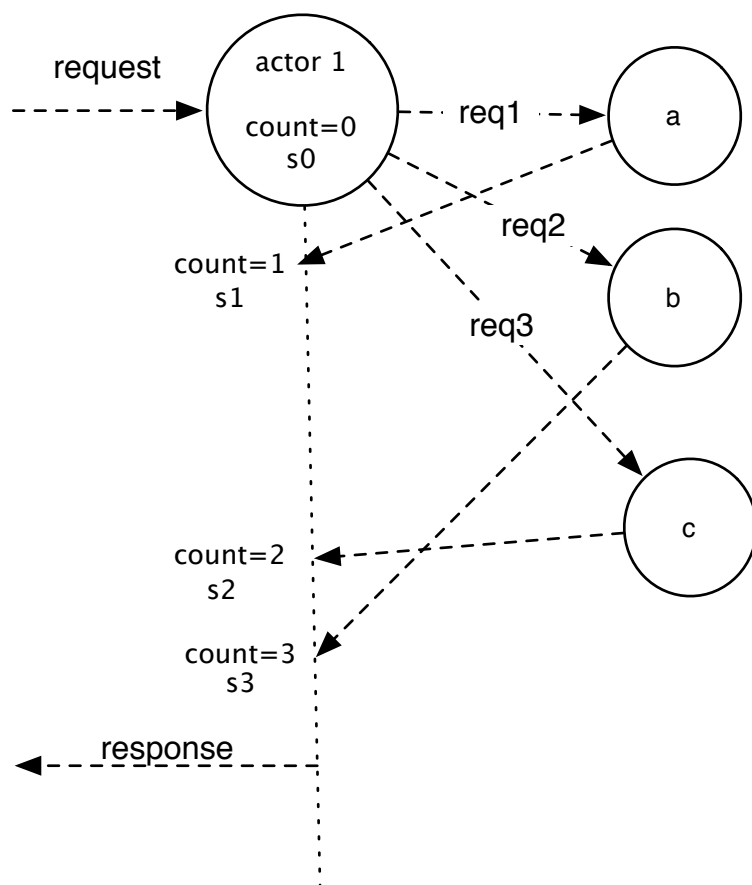 request
actor 1
count=0
s0
req1
a
req2
count=1
s1
b
req3
c
count=2
s2
count=3
s3
response